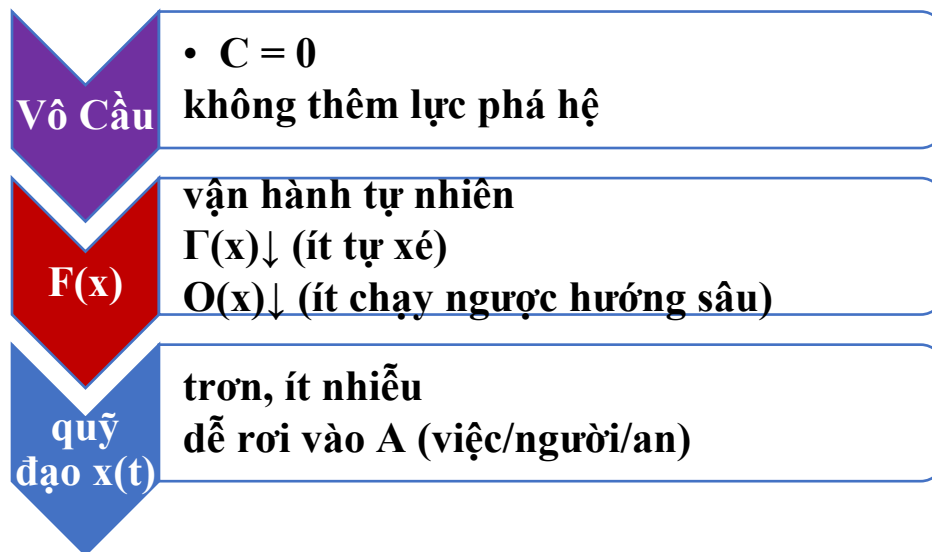 Vô Cầu
• C = 0
không thêm lực phá hệ
F(x)
vận hành tự nhiên
Γ(x)↓ (ít tự xé)
O(x)↓ (ít chạy ngược hướng sâu)
quỹ
đạo x(t)
trơn, ít nhiễu
dễ rơi vào A (việc/người/an)